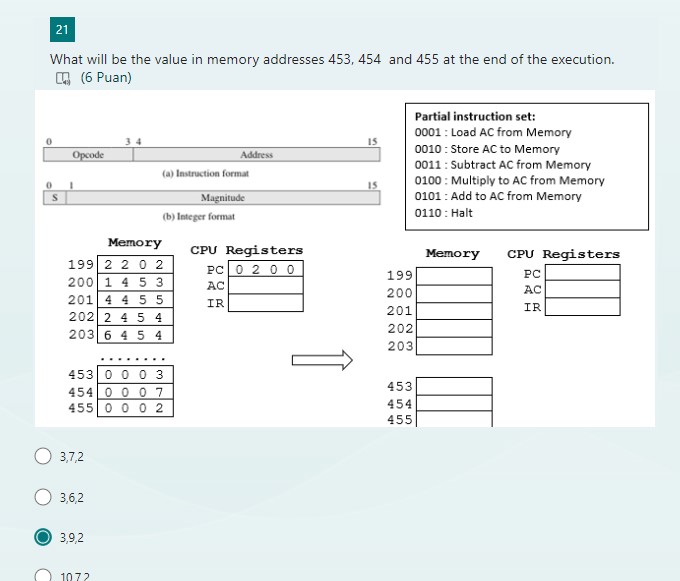 21
What will be the value in memory addresses 453, 454 and 455 at the end of the execution.
(6 Puan)
Partial instruction set:
0001 : Load AC from Memory
0010 : Store AC to Memory
0011 : Subtract AC from Memory
0100 : Multiply to AC from Memory
0101 : Add to AC from Memory
0110 : Halt
0 3 4 15
Opcode Address
(a) Instruction format
0 1 15
S Magnitude
(b) Integer format
Memory
199 2 2 0 2
200 1 4 5 3
201 4 4 5 5
202 2 4 5 4
203 6 4 5 4
........
453 0 0 0 3
454 0 0 0 7
455 0 0 0 2
CPU Registers
PC 0 2 0 0
AC
IR
Memory
199
200
201
202
203
453
454
455
CPU Registers
PC
AC
IR
3,7,2
3,6,2
3,9,2
10,7,2